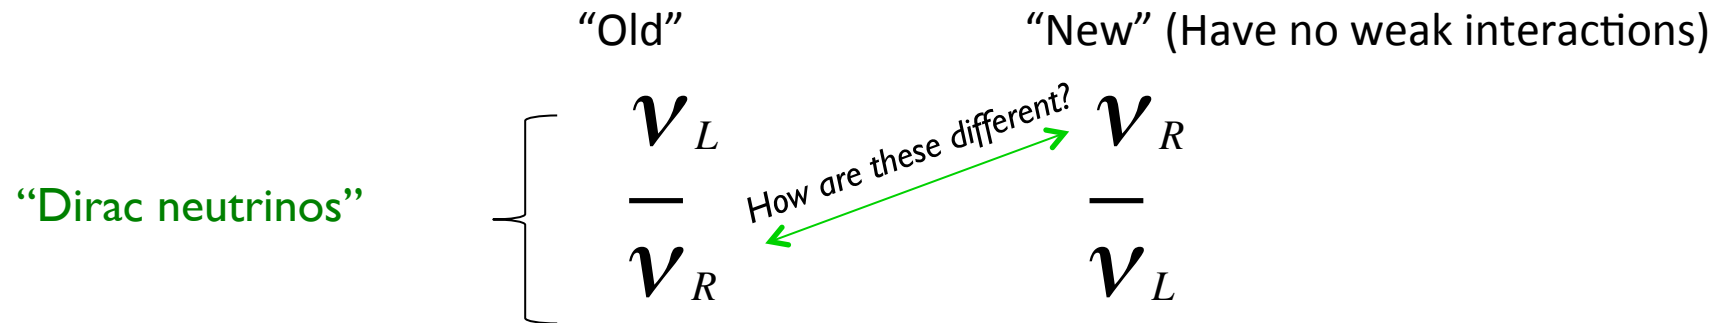 “Old” “New” (Have no weak interactions)
ν L ν R
How are these different?
“Dirac neutrinos”
ν̅ R ν̅ L